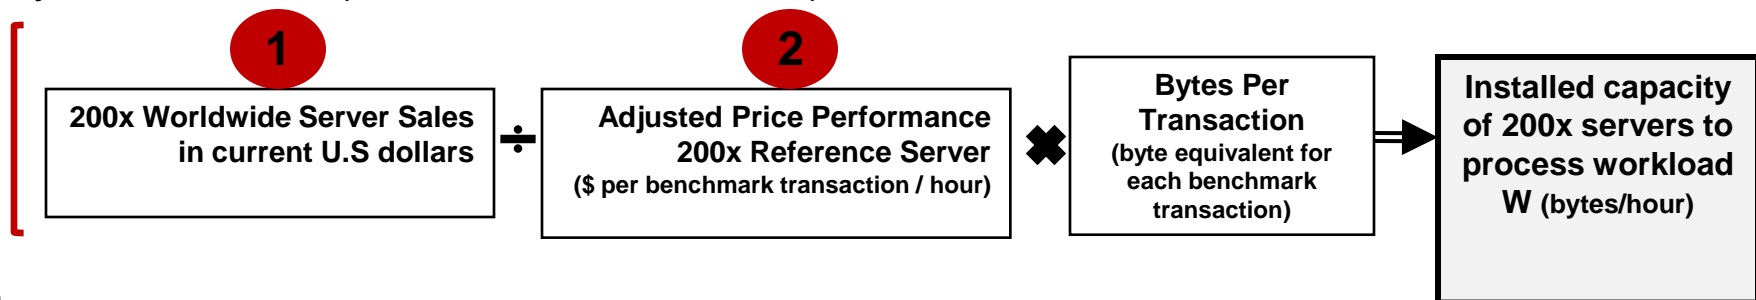 1
2
200x Worldwide Server Sales
in current U.S dollars
÷
Adjusted Price Performance
200x Reference Server
($ per benchmark transaction / hour)
✖
Bytes Per
Transaction
(byte equivalent for
each benchmark
transaction)
Installed capacity
of 200x servers to
process workload
W (bytes/hour)